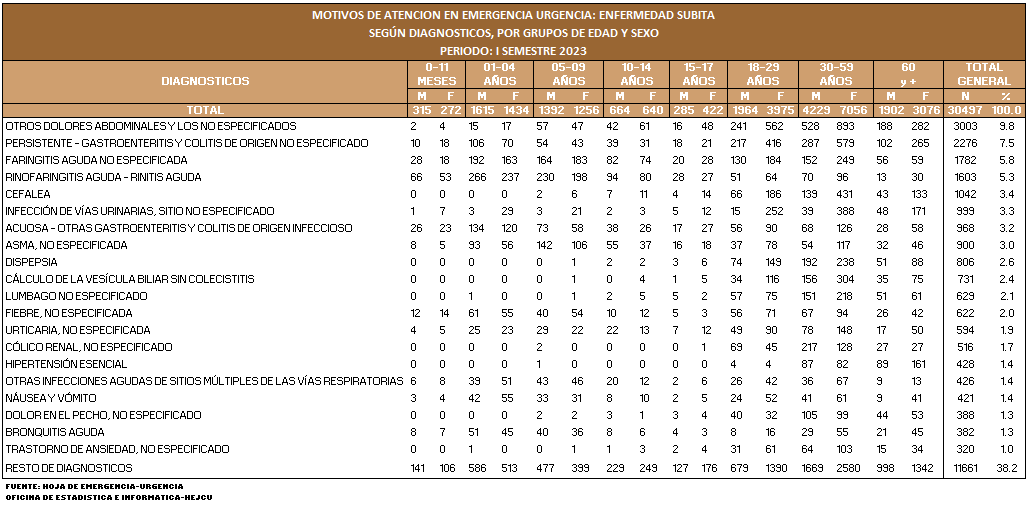 MOTIVOS DE ATENCION EN EMERGENCIA URGENCIA: ENFERMEDAD SUBITA
SEGÚN DIAGNOSTICOS, POR GRUPOS DE EDAD Y SEXO
PERIODO: I SEMESTRE 2023
DIAGNOSTICOS 0-11 MESES 01-04 AÑOS 05-09 AÑOS 10-14 AÑOS 15-17 AÑOS 18-29 AÑOS 30-59 AÑOS 60 y + TOTAL GENERAL
M F M F M F M F M F M F M F M F N %
TOTAL 315 272 1615 1434 1392 1256 664 640 285 422 1964 3975 4229 7056 1902 3076 30497 100.0
OTROS DOLORES ABDOMINALES Y LOS NO ESPECIFICADOS 2 4 15 17 57 47 42 61 16 48 241 562 528 893 188 282 3003 9.8
PERSISTENTE - GASTROENTERITIS Y COLITIS DE ORIGEN NO ESPECIFICADO 10 18 106 70 54 43 39 31 18 21 217 416 287 579 102 265 2276 7.5
FARINGITIS AGUDA NO ESPECIFICADA 28 18 192 163 164 183 82 74 20 28 130 184 152 249 56 59 1782 5.8
RINOFARINGITIS AGUDA - RINITIS AGUDA 66 53 266 237 230 198 94 80 28 27 51 64 70 96 13 30 1603 5.3
CEFALEA 0 0 0 0 2 6 7 11 4 14 66 186 139 431 43 133 1042 3.4
INFECCIÓN DE VÍAS URINARIAS, SITIO NO ESPECIFICADO 1 7 3 29 3 21 2 3 5 12 15 252 39 388 48 171 999 3.3
ACUOSA - OTRAS GASTROENTERITIS Y COLITIS DE ORIGEN INFECCIOSO 26 23 134 120 73 58 38 26 17 27 56 90 68 126 28 58 968 3.2
ASMA, NO ESPECIFICADA 8 5 93 56 142 106 55 37 16 18 37 78 54 117 32 46 900 3.0
DISPEPSIA 0 0 0 0 0 1 2 2 3 6 74 149 192 238 51 88 806 2.6
CÁLCULO DE LA VESÍCULA BILIAR SIN COLECISTITIS 0 0 0 0 0 1 0 4 1 5 34 116 156 304 35 75 731 2.4
LUMBAGO NO ESPECIFICADO 0 0 1 0 0 1 2 5 5 2 57 75 151 218 51 61 629 2.1
FIEBRE, NO ESPECIFICADA 12 14 61 55 40 54 10 12 5 3 56 71 67 94 26 42 622 2.0
URTICARIA, NO ESPECIFICADA 4 5 25 23 29 22 22 13 7 12 49 90 78 148 17 50 594 1.9
CÓLICO RENAL, NO ESPECIFICADO 0 0 0 0 2 0 0 0 0 1 69 45 217 128 27 27 516 1.7
HIPERTENSIÓN ESENCIAL 0 0 0 0 1 0 0 0 0 0 4 4 87 82 89 161 428 1.4
OTRAS INFECCIONES AGUDAS DE SITIOS MÚLTIPLES DE LAS VÍAS RESPIRATORIAS 6 8 39 51 43 46 20 12 2 6 26 42 36 67 9 13 426 1.4
NÁUSEA Y VÓMITO 3 4 42 55 33 31 8 10 2 5 24 52 41 61 9 41 421 1.4
DOLOR EN EL PECHO, NO ESPECIFICADO 0 0 0 0 2 2 3 1 3 4 40 32 105 99 44 53 388 1.3
BRONQUITIS AGUDA 8 7 51 45 40 36 8 6 4 3 8 16 29 55 21 45 382 1.3
TRASTORNO DE ANSIEDAD, NO ESPECIFICADO 0 0 1 0 0 1 1 3 2 4 31 61 64 103 15 34 320 1.0
RESTO DE DIAGNOSTICOS 141 106 586 513 477 399 229 249 127 176 679 1390 1669 2580 998 1342 11661 38.2
FUENTE: HOJA DE EMERGENCIA-URGENCIA
OFICINA DE ESTADISTICA E INFORMATICA-HEJCU